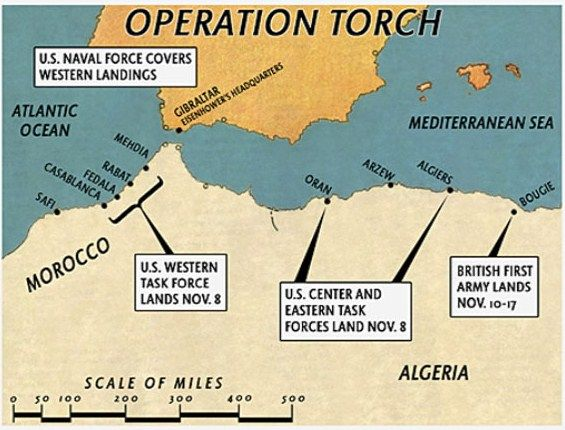 OPERATION TORCH
U.S. NAVAL FORCE COVERS
WESTERN LANDINGS
ATLANTIC
OCEAN
GIBRALTAR
EISENHOWER'S HEADQUARTERS
MEDITERRANEAN SEA
MEHDIA
RABAT
FEDALA
CASABLANCA
SAFI
ORAN
ARZEW
ALGIERS
BOUGIE
MOROCCO
U.S. WESTERN
TASK FORCE
LANDS NOV. 8
U.S. CENTER AND
EASTERN TASK
FORCES LAND NOV. 8
BRITISH FIRST
ARMY LANDS
NOV. 10-17
ALGERIA
SCALE OF MILES
0 50 100 200 300 400 500